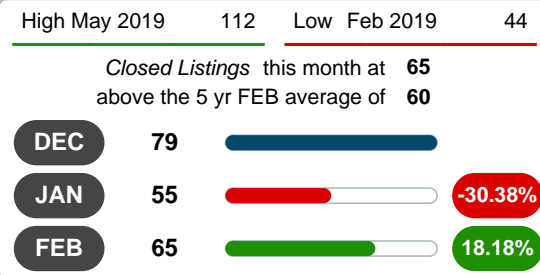 High May 2019 112 Low Feb 2019 44
Closed Listings this month at 65
above the 5 yr FEB average of 60
DEC 79
JAN 55 -30.38%
FEB 65 18.18%